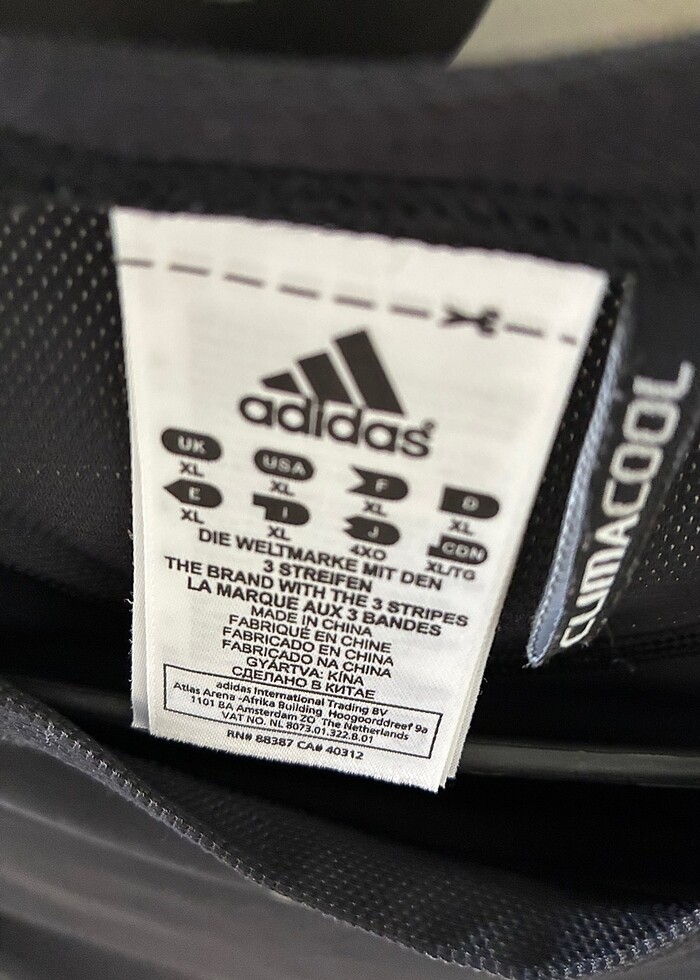 adidas®
UK USA F D
XL XL XL XL
E I J CDN
XL XL 4XO XL/TG
DIE WELTMARKE MIT DEN
3 STREIFEN
THE BRAND WITH THE 3 STRIPES
LA MARQUE AUX 3 BANDES
MADE IN CHINA
FABRIQUÉ EN CHINE
FABRICADO EN CHINA
FABRICADO NA CHINA
GYÁRTVA: KÍNA
СДЕЛАНО В КИТАЕ
adidas International Trading BV
Atlas Arena -Afrika Building Hoogoorddreef 9a
1101 BA Amsterdam ZO The Netherlands
VAT NO. NL 8073.01.322.B.01
RN# 88387 CA# 40312
CLIMACOOL